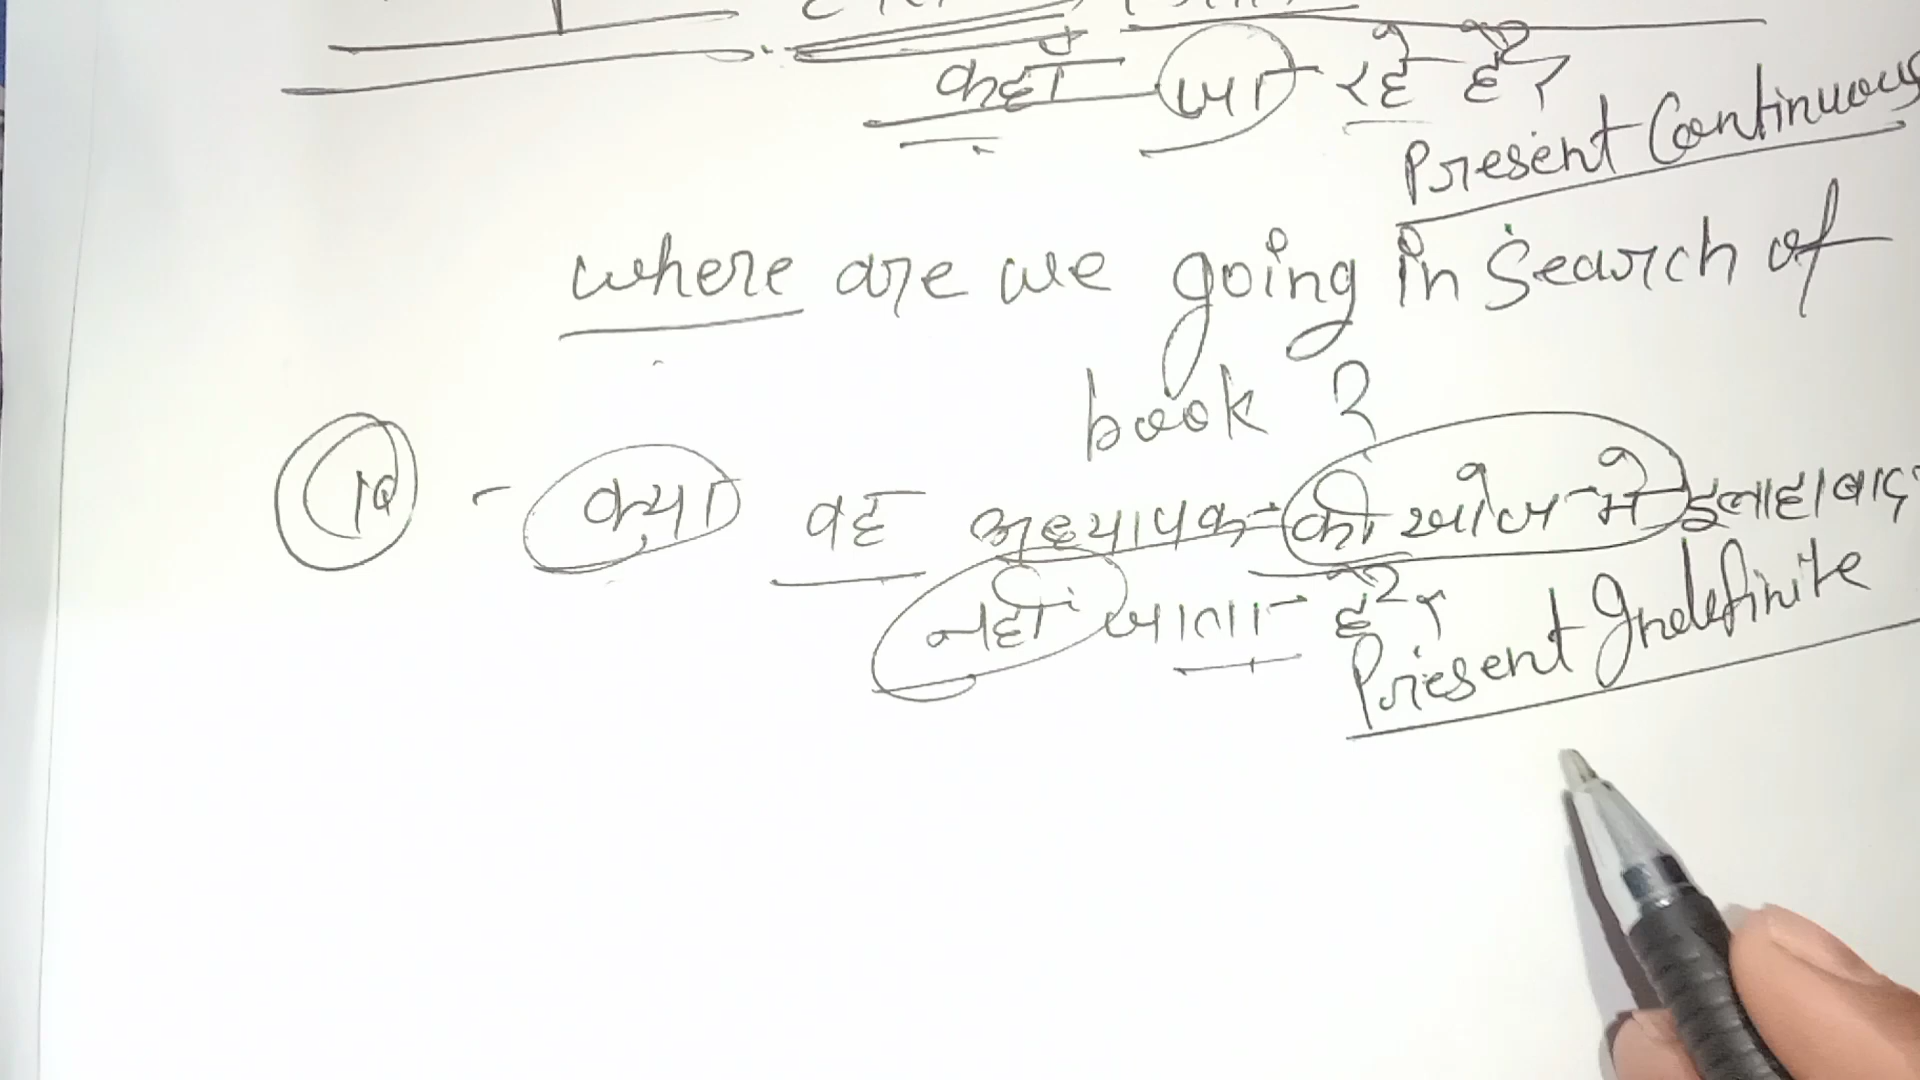 कहाँ जा रहे हैं?
Present Continuous
where are we going in Search of
book ?
10 - क्या वह अध्यापक की खोज मे इलाहाबाद
नहीं जाता है?
Present Indefinite